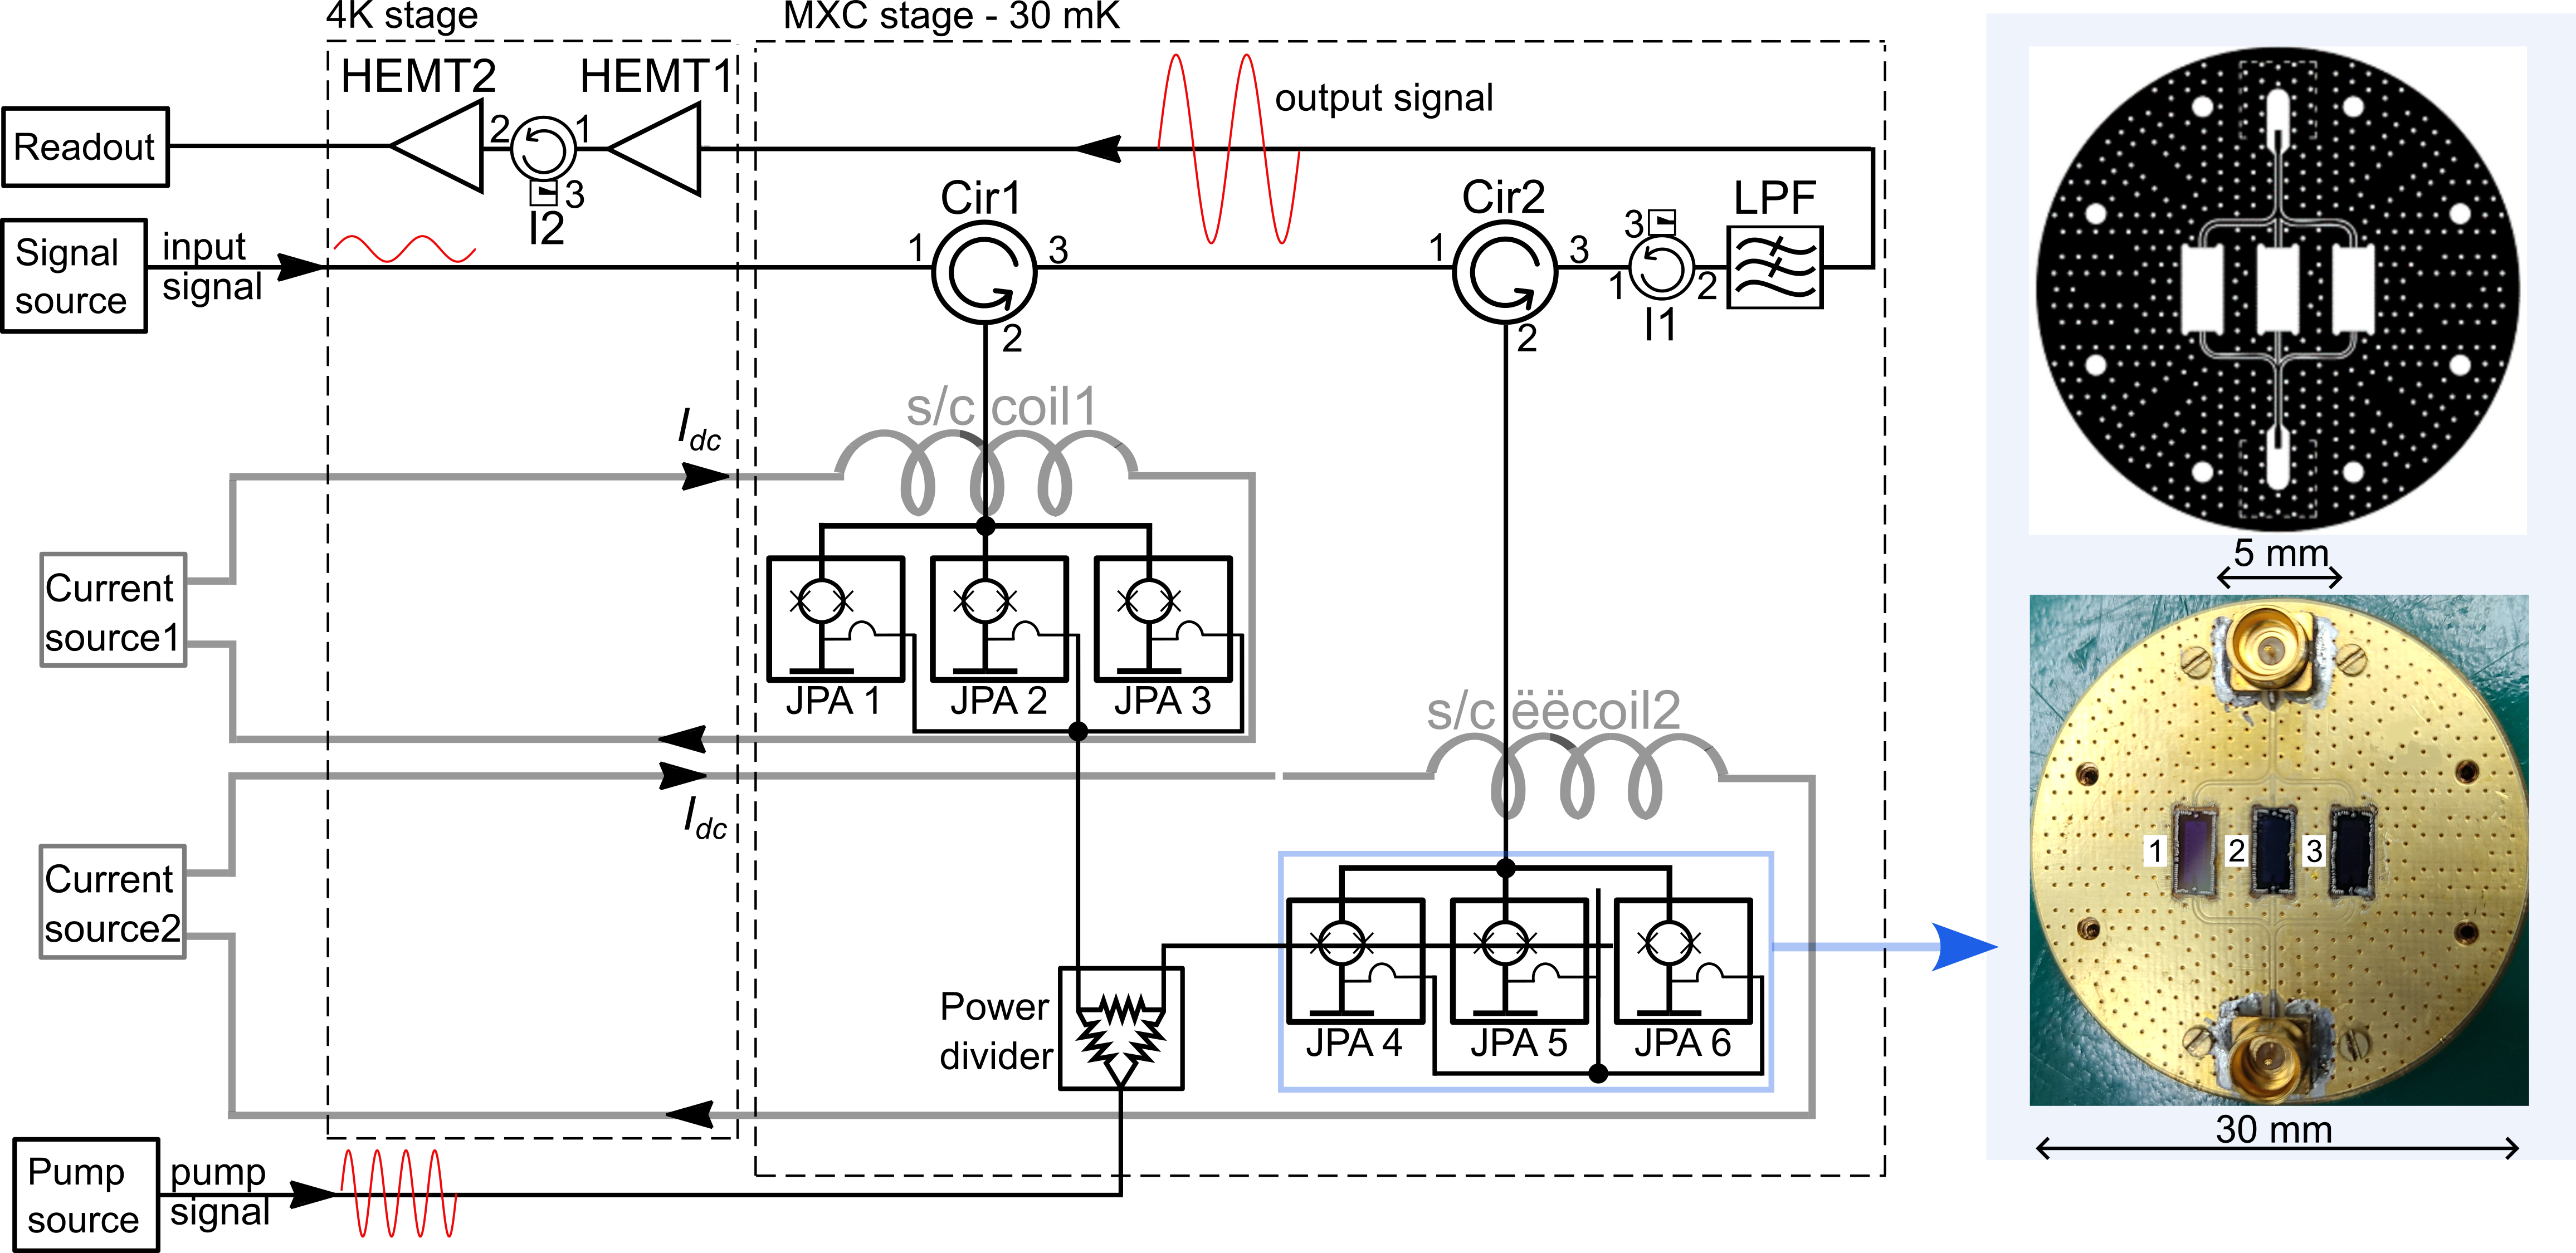 4K stage
MXC stage - 30 mK
HEMT2
HEMT1
output signal
Readout
2
1
3
I2
Signal
source
input
signal
Cir1
1
3
2
Cir2
1
3
2
3
1
2
I1
LPF
s/c coil1
Idc
Current
source1
JPA 1
JPA 2
JPA 3
s/c ëëcoil2
Idc
Current
source2
JPA 4
JPA 5
JPA 6
Power
divider
Pump
source
pump
signal
5 mm
1
2
3
30 mm